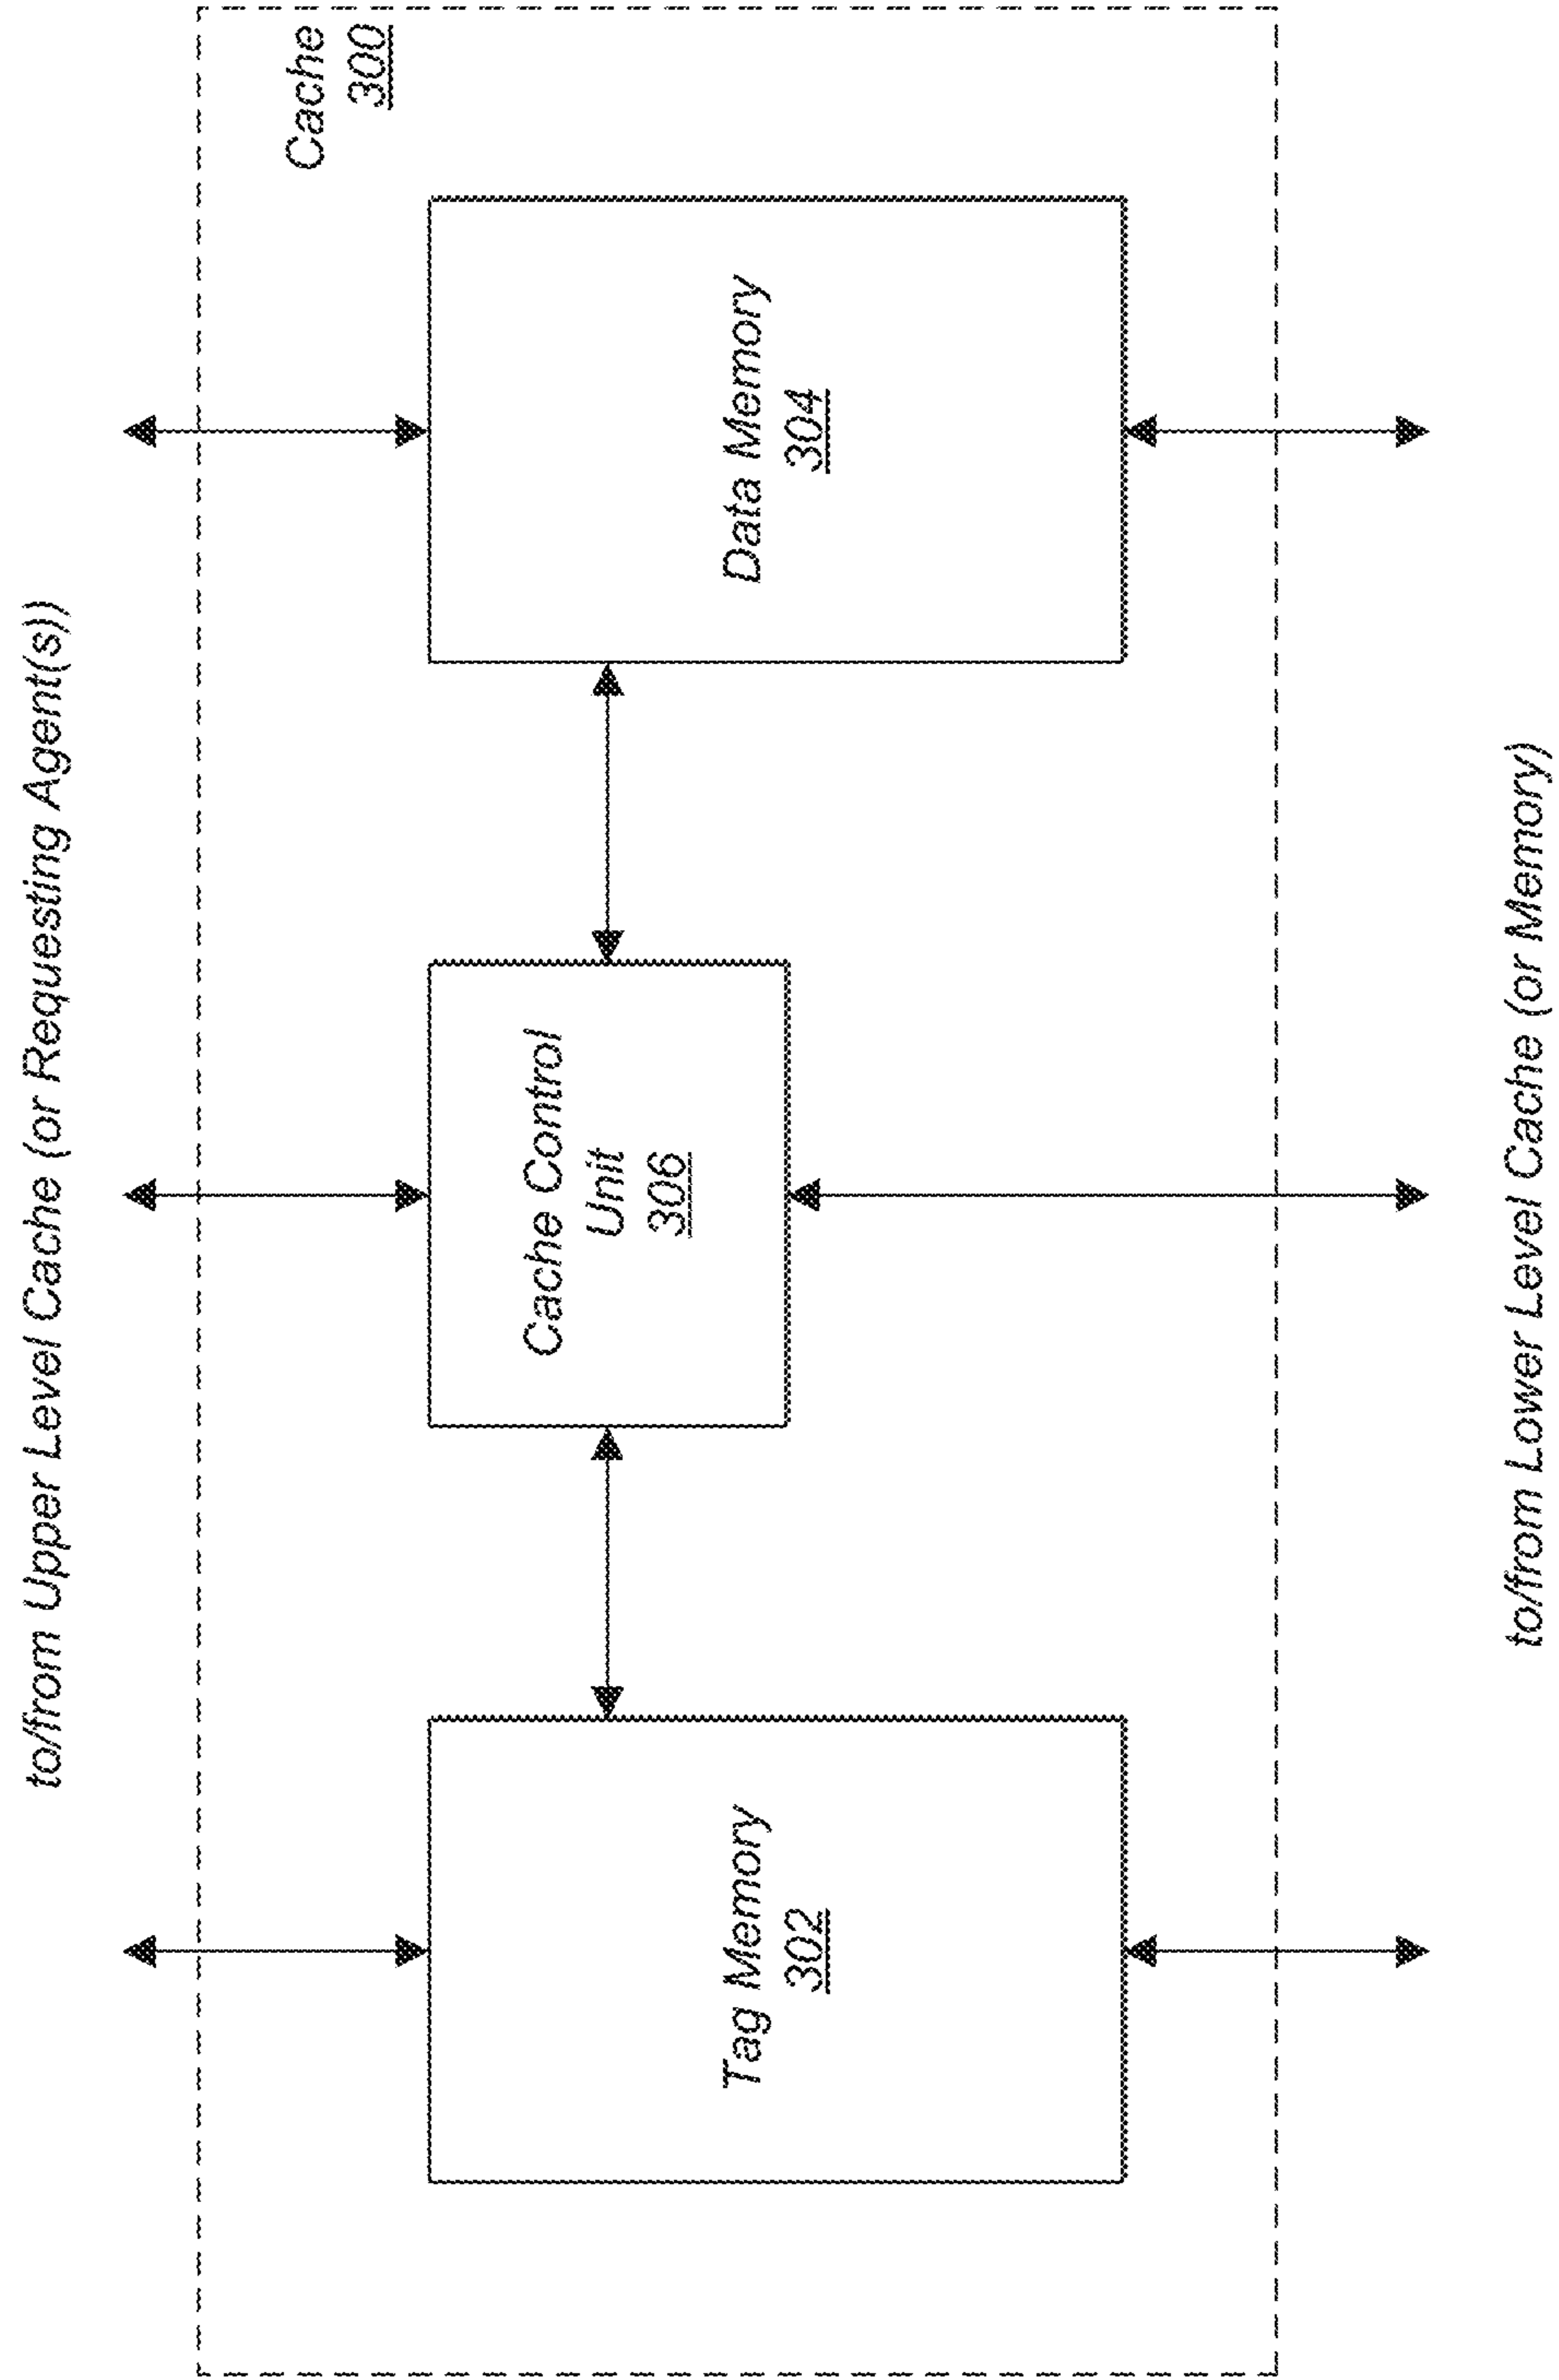 to/from Upper Level Cache (or Requesting Agent(s))
Cache
300
Tag Memory
302
Cache Control
Unit
306
Data Memory
304
to/from Lower Level Cache (or Memory)